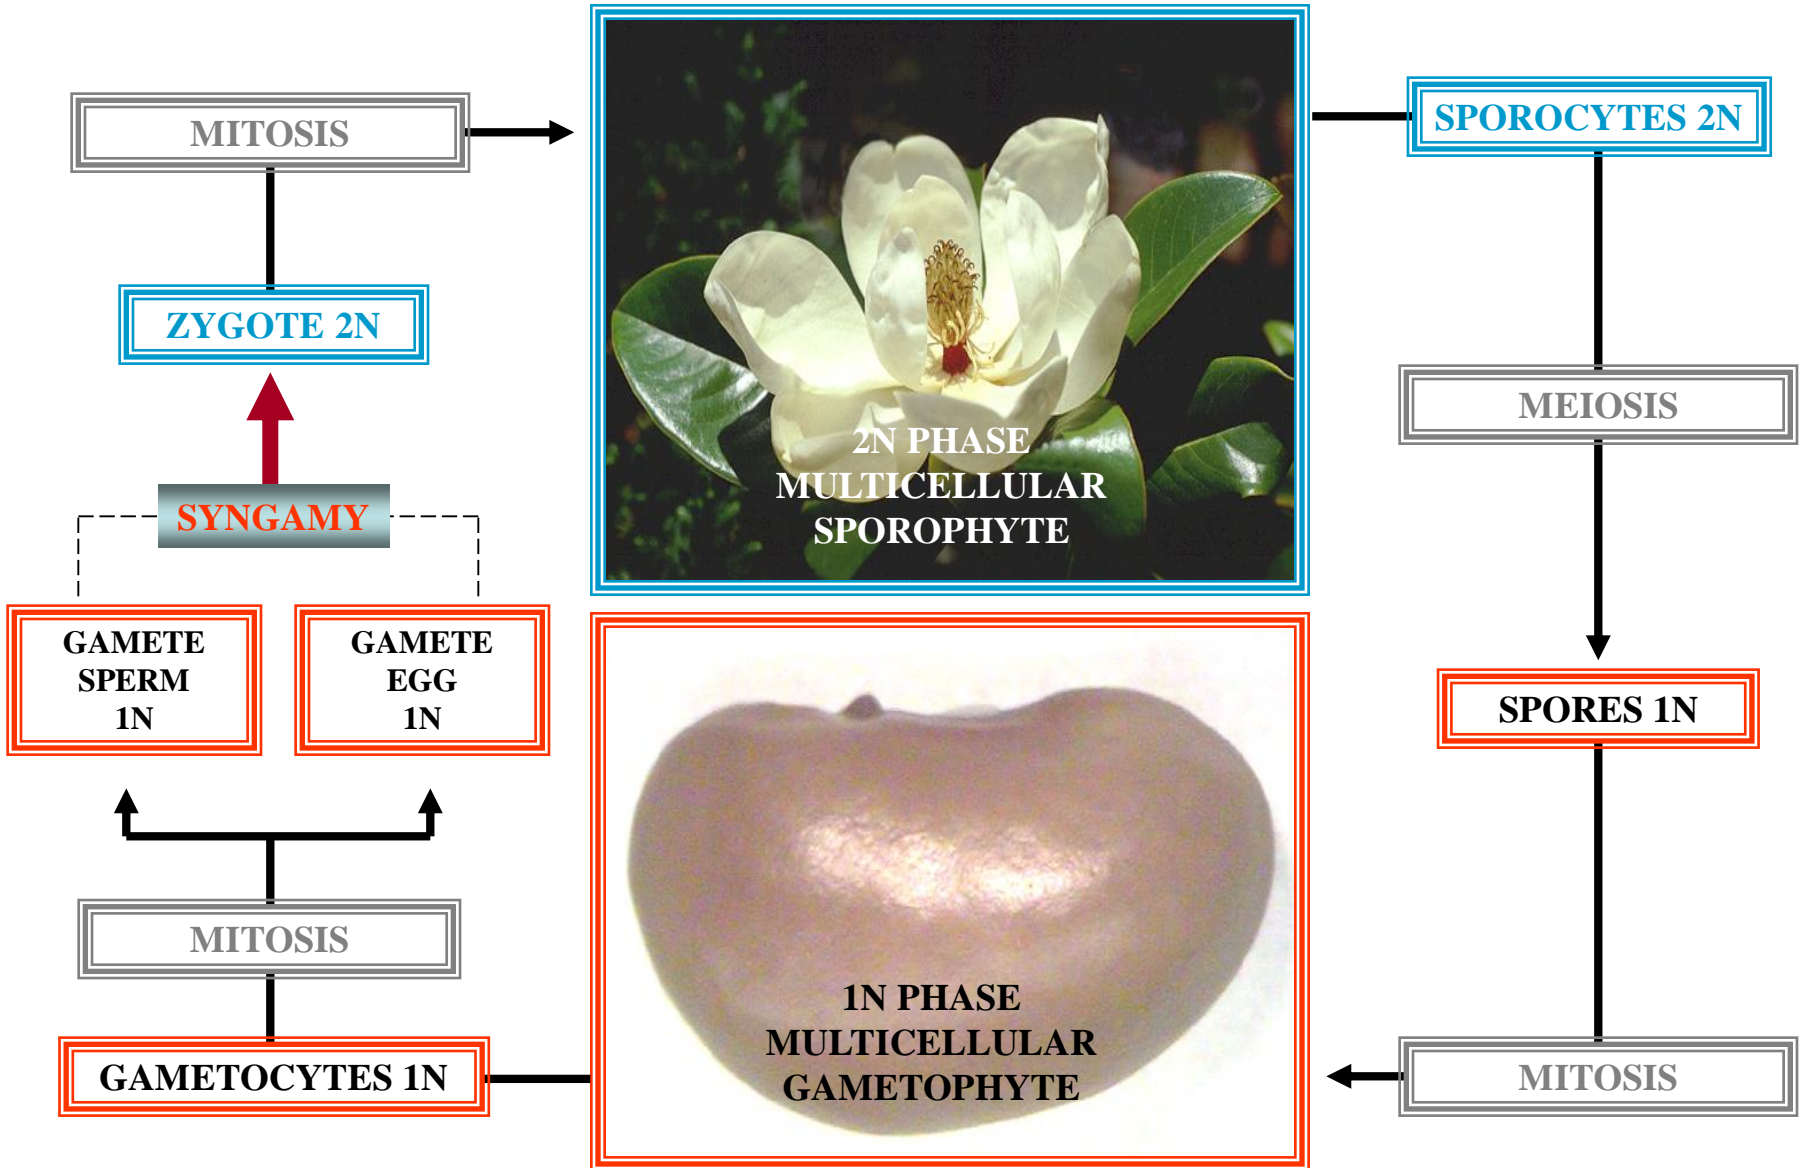 MITOSIS
SPOROCYTES 2N
ZYGOTE 2N
MEIOSIS
2N PHASE
MULTICELLULAR
SPOROPHYTE
SYNGAMY
GAMETE
SPERM
1N
GAMETE
EGG
1N
SPORES 1N
MITOSIS
1N PHASE
MULTICELLULAR
GAMETOPHYTE
GAMETOCYTES 1N
MITOSIS